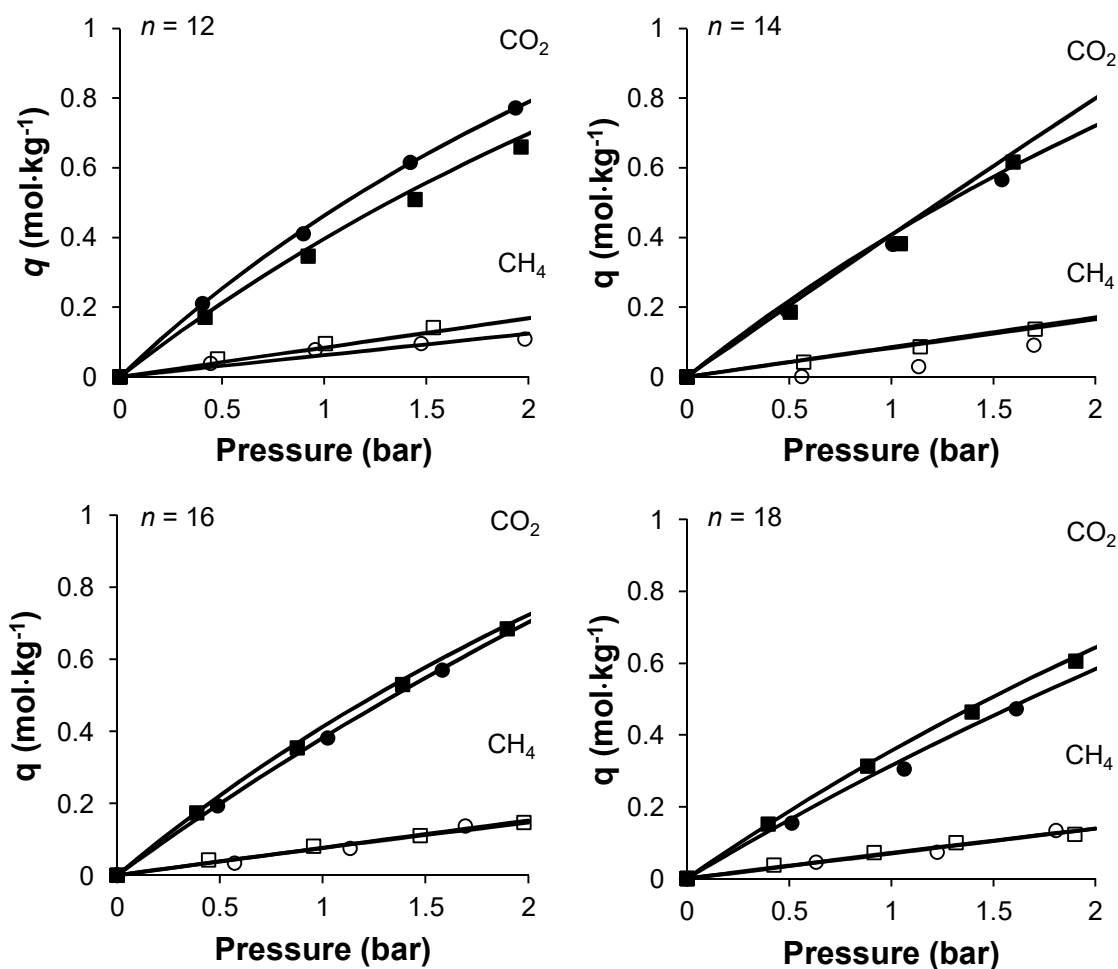 n = 12
CO2
CH4
q (mol·kg-1)
1
0.8
0.6
0.4
0.2
0
0 0.5 1 1.5 2
Pressure (bar)
n = 14
CO2
CH4
q (mol·kg-1)
1
0.8
0.6
0.4
0.2
0
0 0.5 1 1.5 2
Pressure (bar)
n = 16
CO2
CH4
q (mol·kg-1)
1
0.8
0.6
0.4
0.2
0
0 0.5 1 1.5 2
Pressure (bar)
n = 18
CO2
CH4
q (mol·kg-1)
1
0.8
0.6
0.4
0.2
0
0 0.5 1 1.5 2
Pressure (bar)